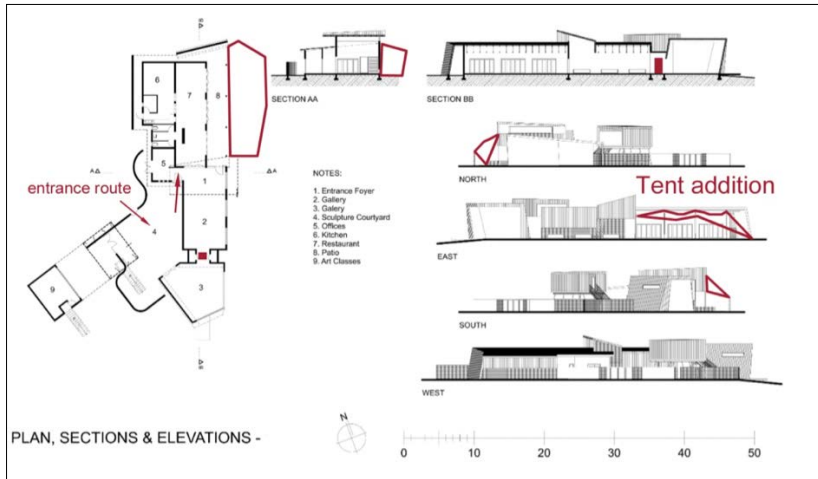 B
6
7
8
SECTION AA
SECTION BB
5
A
A
1
entrance route
NOTES:
1. Entrance Foyer
2. Gallery
3. Galery
4. Sculpture Courtyard
5. Offices
6. Kitchen
7. Restaurant
8. Patio
9. Art Classes
NORTH
Tent addition
4
2
EAST
9
3
SOUTH
B
WEST
N
PLAN, SECTIONS & ELEVATIONS -
0 10 20 30 40 50